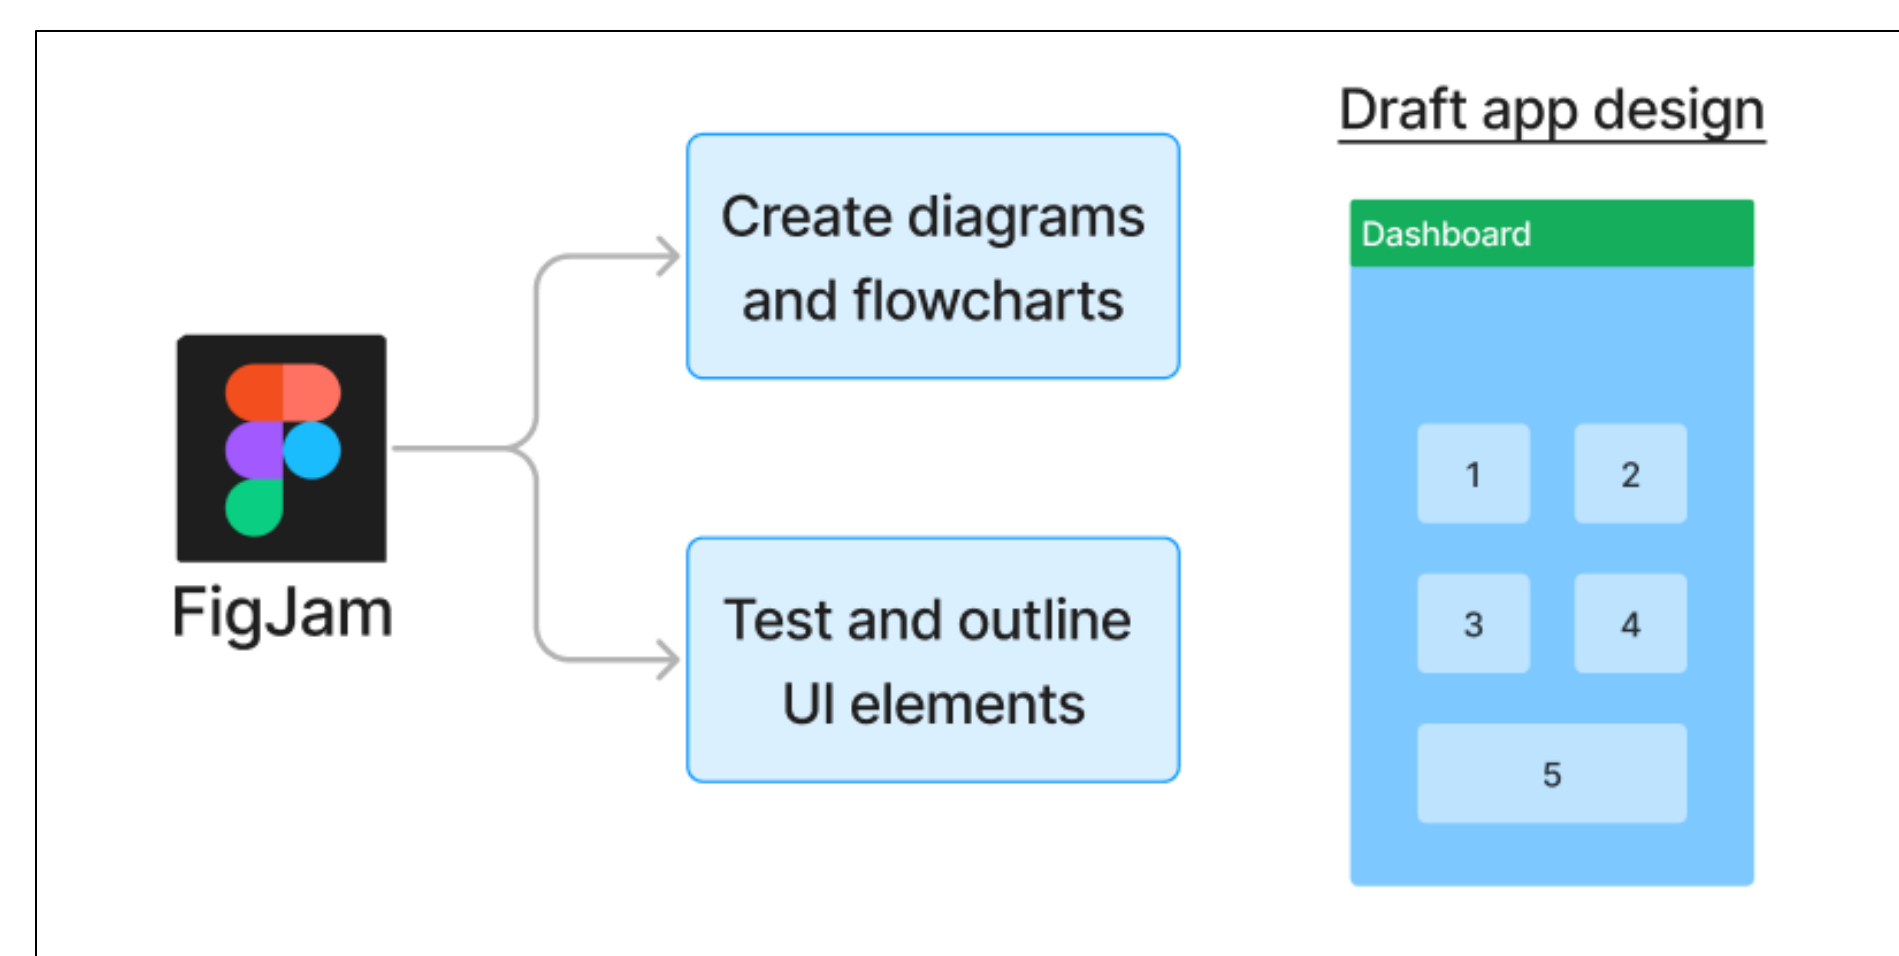 FigJam
Create diagrams
and flowcharts
Test and outline
UI elements
Draft app design
Dashboard
1
2
3
4
5